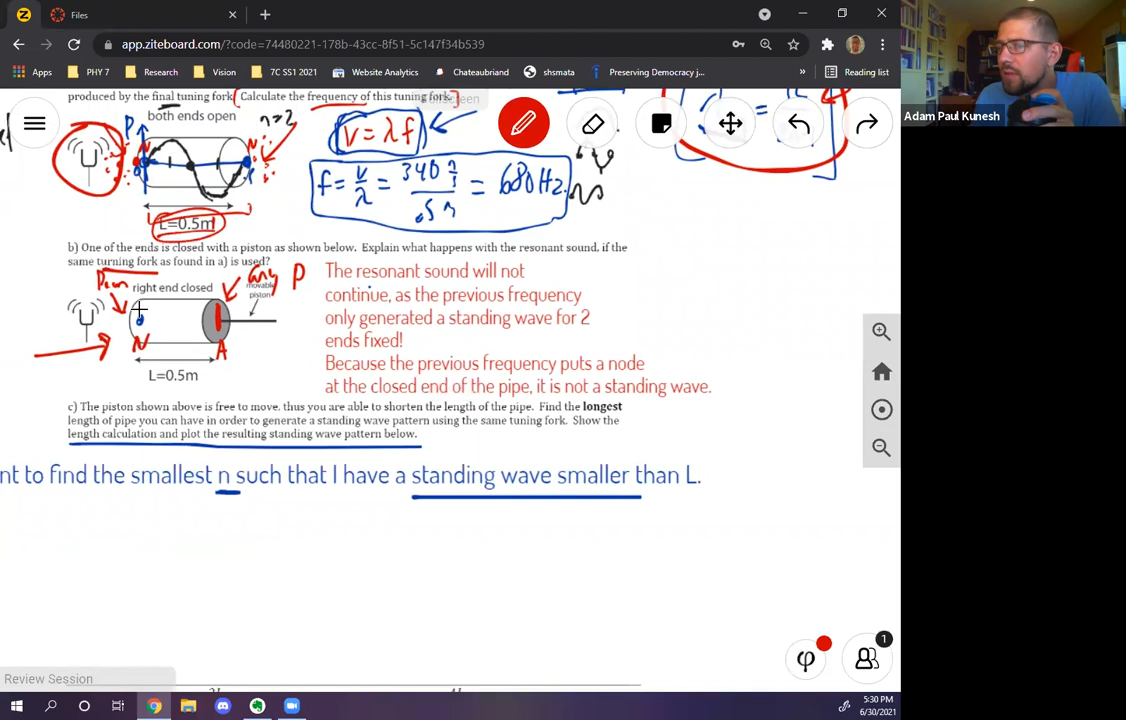 Files
app.ziteboard.com/?code=74480221-178b-43cc-8f51-5c147f34b539
Apps PHY 7 Research Vision 7C SS1 2021 Website Analytics Chateaubriand shsmata Preserving Democracy j... Reading list
produced by the final tuning fork. (Calculate the frequency of this tuning fork.)
both ends open
n=2
P
N
N
v = λf
f = v/λ = 340 m/s / .5 m = 680 Hz.
L=0.5m
Adam Paul Kunesh
b) One of the ends is closed with a piston as shown below. Explain what happens with the resonant sound, if the
same turning fork as found in a) is used?
any P
right end closed
movable
piston
N
A
L=0.5m
The resonant sound will not
continue, as the previous frequency
only generated a standing wave for 2
ends fixed!
Because the previous frequency puts a node
at the closed end of the pipe, it is not a standing wave.
c) The piston shown above is free to move, thus you are able to shorten the length of the pipe. Find the longest
length of pipe you can have in order to generate a standing wave pattern using the same tuning fork. Show the
length calculation and plot the resulting standing wave pattern below.
nt to find the smallest n such that I have a standing wave smaller than L.
Review Session
1
5:30 PM
6/30/2021